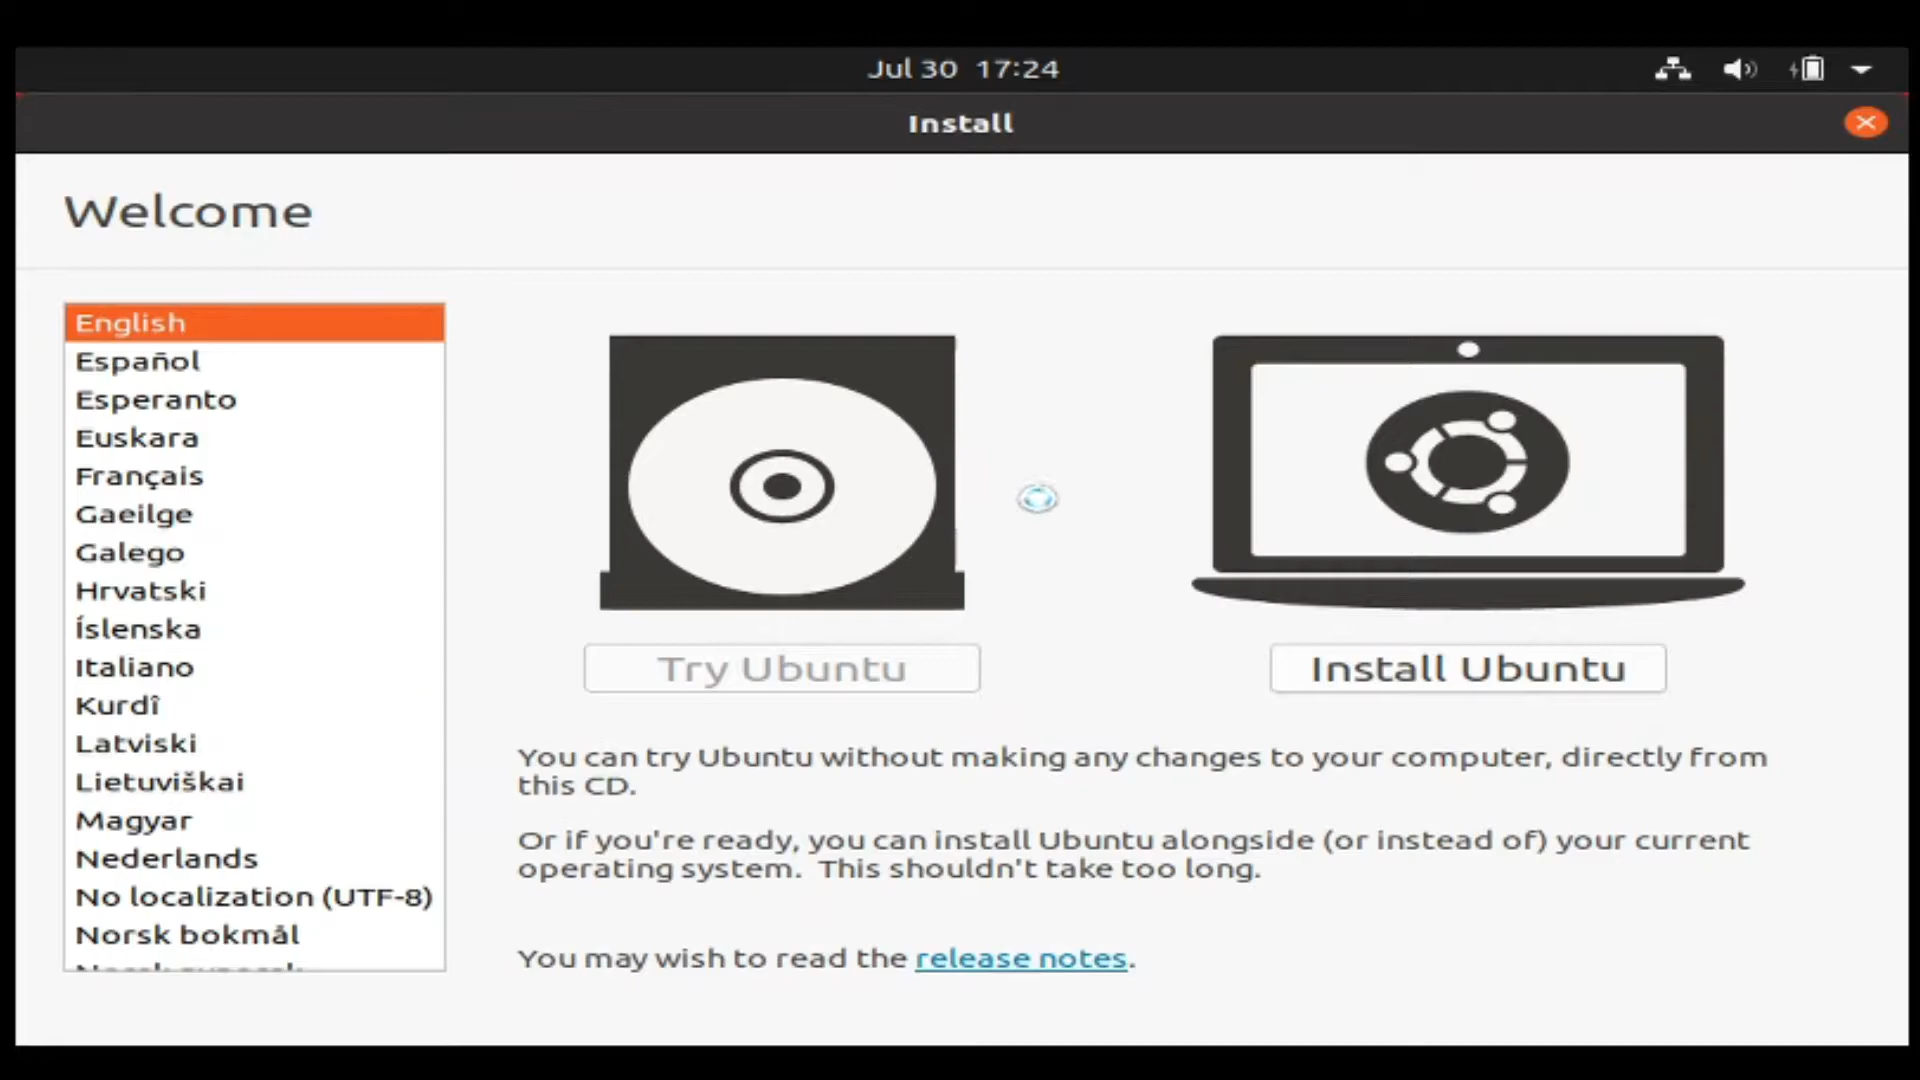 Jul 30 17:24
Install
Welcome
English
Español
Esperanto
Euskara
Français
Gaeilge
Galego
Hrvatski
Íslenska
Italiano
Kurdî
Latviski
Lietuviškai
Magyar
Nederlands
No localization (UTF-8)
Norsk bokmål
Try Ubuntu
Install Ubuntu
You can try Ubuntu without making any changes to your computer, directly from
this CD.
Or if you're ready, you can install Ubuntu alongside (or instead of) your current
operating system. This shouldn't take too long.
You may wish to read the release notes.